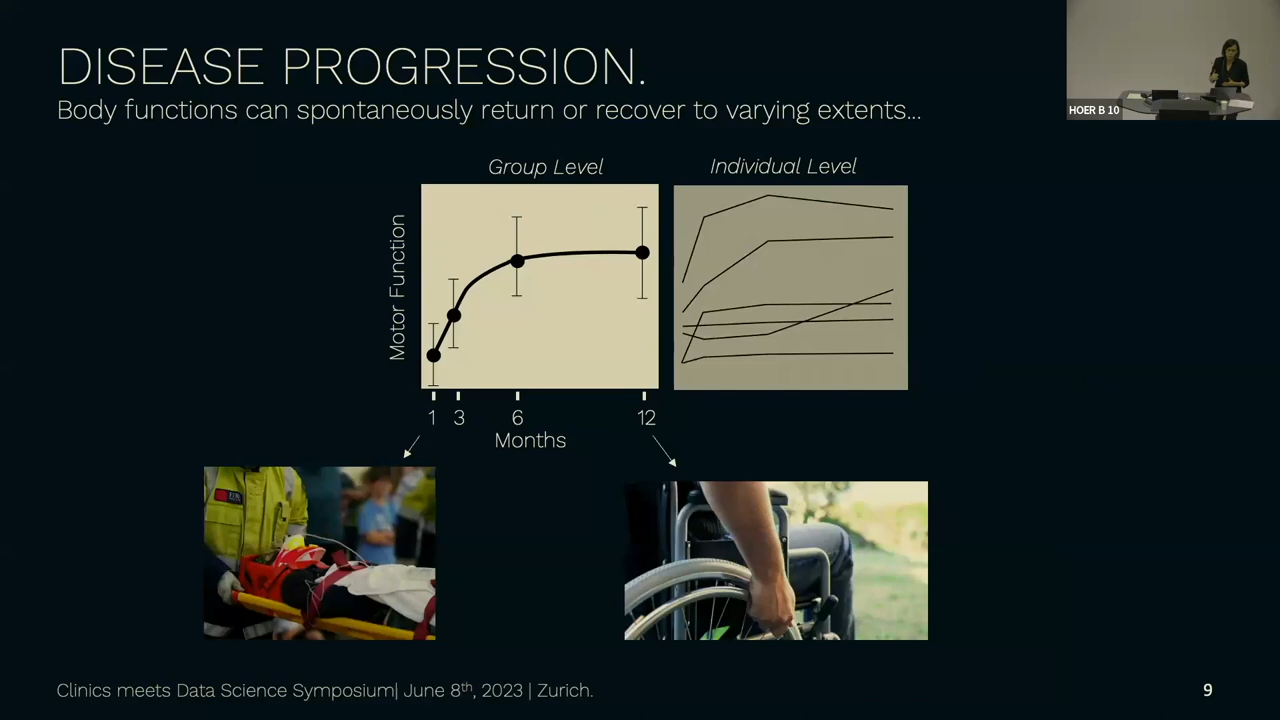 DISEASE PROGRESSION.
Body functions can spontaneously return or recover to varying extents...
HOER B 10
Group Level
Individual Level
Motor Function
1 3 6 12
Months
Clinics meets Data Science Symposium| June 8th, 2023 | Zurich.
9